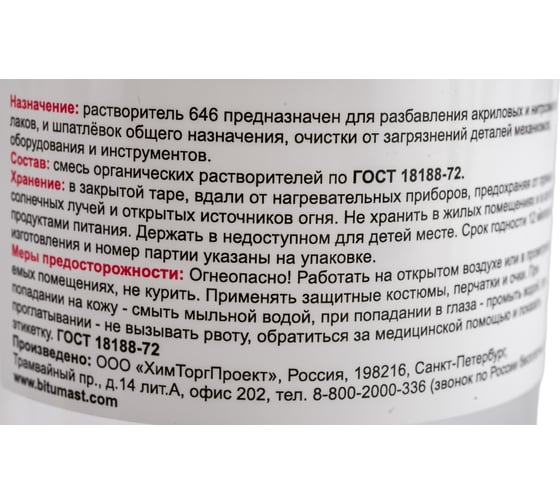 Назначение: растворитель 646 предназначен для разбавления акриловых и
лаков, и шпатлёвок общего назначения, очистки от загрязнений деталей механизмов,
оборудования и инструментов.
Состав: смесь органических растворителей по ГОСТ 18188-72.
Хранение: в закрытой таре, вдали от нагревательных приборов, предохраняя от
солнечных лучей и открытых источников огня. Не хранить в жилых помещениях и
продуктами питания. Держать в недоступном для детей месте. Срок годности 12
изготовления и номер партии указаны на упаковке.
Меры предосторожности: Огнеопасно! Работать на открытом воздухе или в
емых помещениях, не курить. Применять защитные костюмы, перчатки и очки. При
попадании на кожу - смыть мыльной водой, при попадании в глаза - промыть водой,
проглатывании - не вызывать рвоту, обратиться за медицинской помощью и показать
этикетку. ГОСТ 18188-72
Произведено: ООО «ХимТоргПроект», Россия, 198216, Санкт-Петербург,
Трамвайный пр., д.14 лит.А, офис 202, тел. 8-800-2000-336 (звонок по России
www.bitumast.com